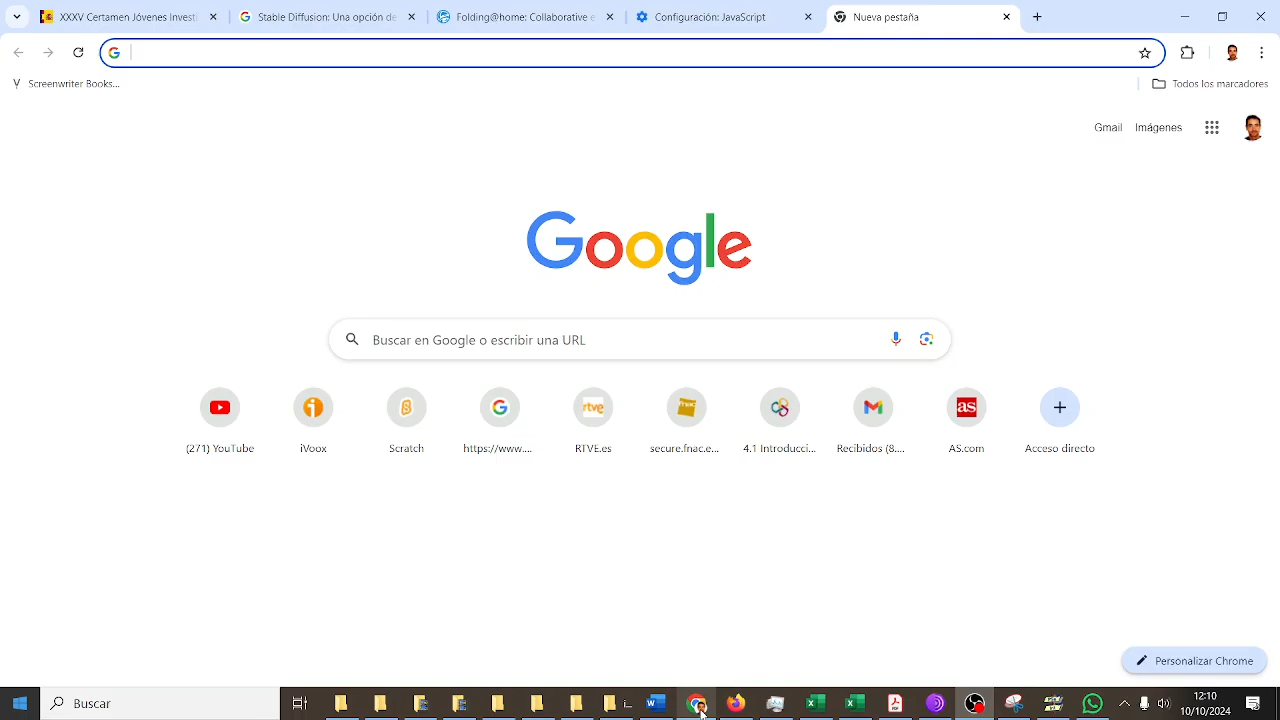 XXXV Certamen Jóvenes Investi
Stable Diffusion: Una opción de
Folding@home: Collaborative e
Configuración: JavaScript
Nueva pestaña
Screenwriter Books...
Todos los marcadores
Gmail
Imágenes
Google
Buscar en Google o escribir una URL
(271) YouTube
iVoox
Scratch
https://www....
RTVE.es
secure.fnac.e...
4.1 Introducci...
Recibidos (8....
AS.com
Acceso directo
Personalizar Chrome
Buscar
12:10
10/10/2024